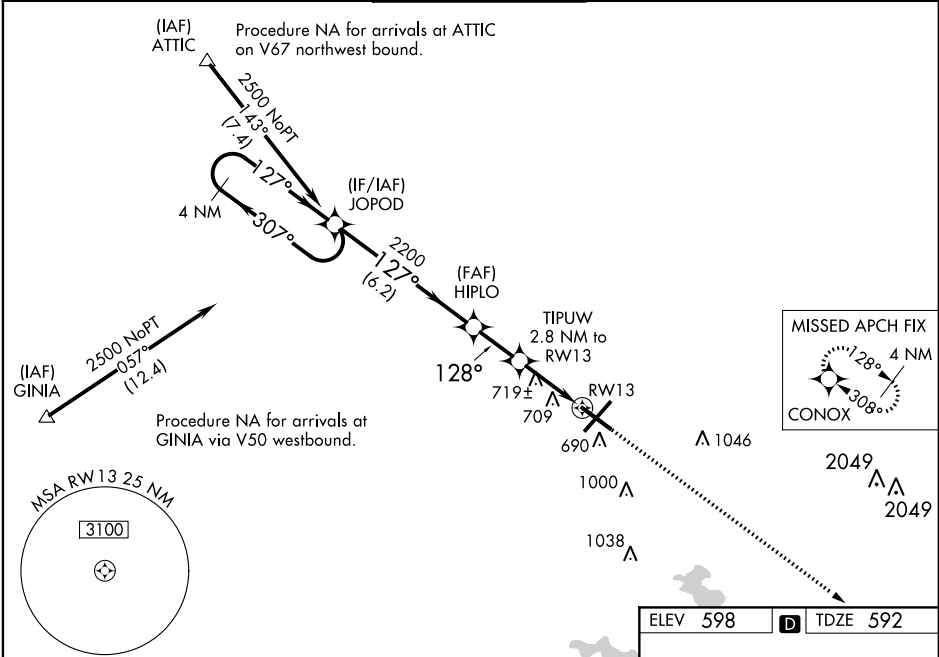 (IAF)
ATTIC
Procedure NA for arrivals at ATTIC
on V67 northwest bound.
2500 NoPT
143°
(7.4)
127°
4 NM
307°
(IF/IAF)
JOPOD
2200
127°
(6.2)
(FAF)
HIPLO
TIPUW
2.8 NM to
RW13
128°
719±
709
RW13
690
1046
1000
1038
2049
2049
MISSED APCH FIX
128°
4 NM
308°
CONOX
2500 NoPT
057°
(12.4)
(IAF)
GINIA
Procedure NA for arrivals at
GINIA via V50 westbound.
MSA RW13 25 NM
3100
ELEV 598 D TDZE 592